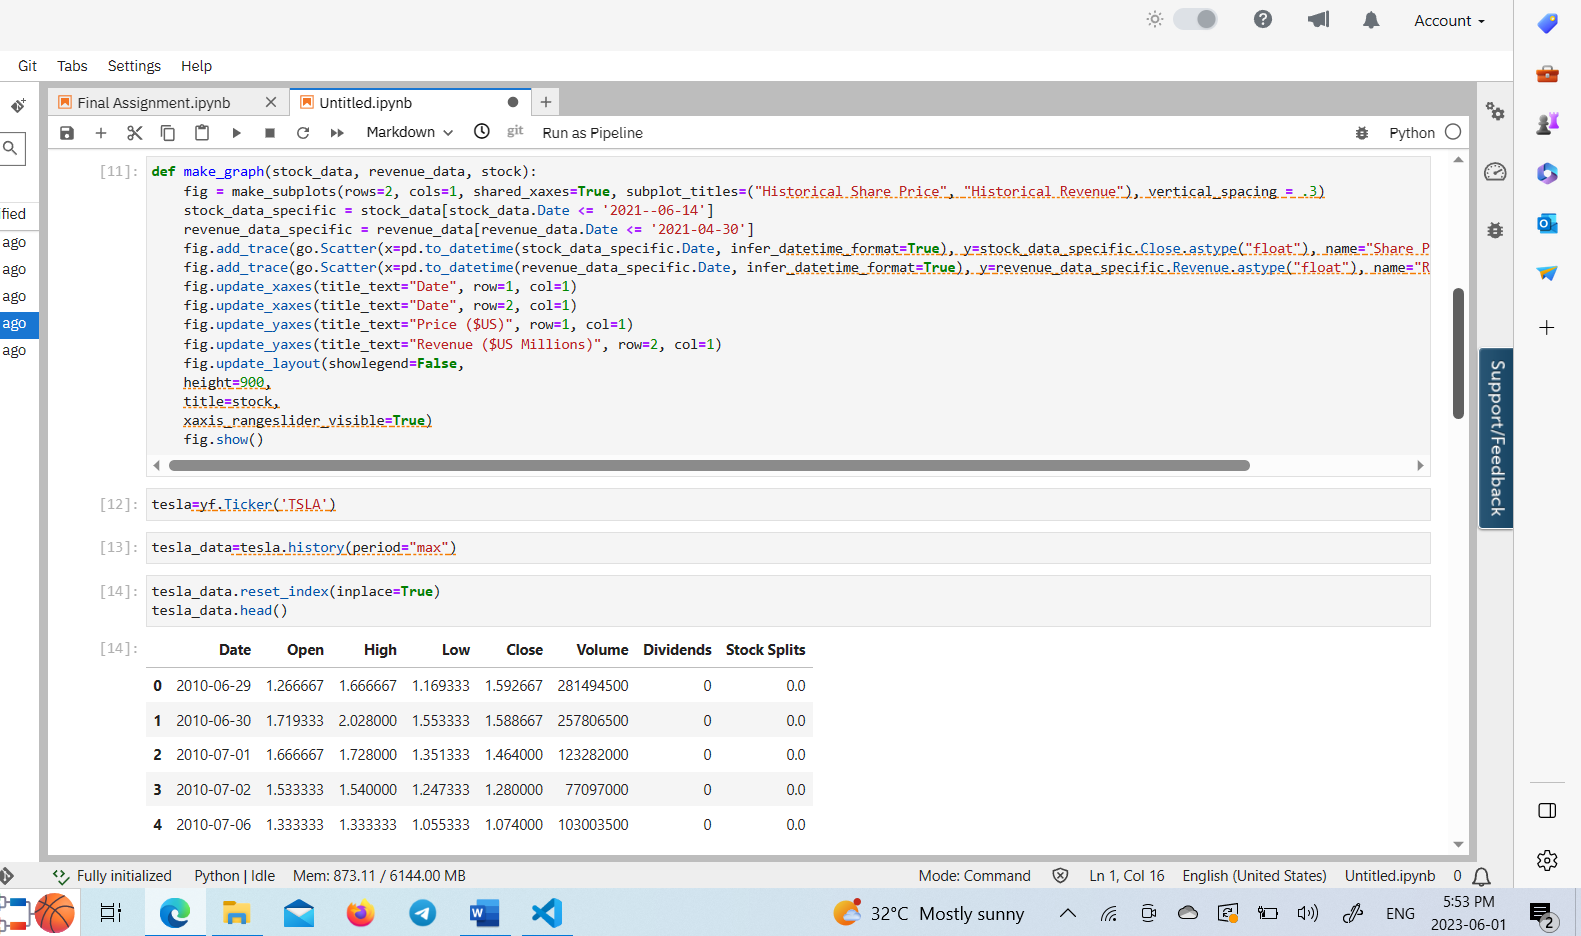 Account
Git Tabs Settings Help
Final Assignment.ipynb
Untitled.ipynb
Markdown
git
Run as Pipeline
Python
fied
ago
ago
ago
ago
ago
[11]:
def make_graph(stock_data, revenue_data, stock):
fig = make_subplots(rows=2, cols=1, shared_xaxes=True, subplot_titles=("Historical Share Price", "Historical Revenue"), vertical_spacing = .3)
stock_data_specific = stock_data[stock_data.Date <= '2021--06-14']
revenue_data_specific = revenue_data[revenue_data.Date <= '2021-04-30']
fig.add_trace(go.Scatter(x=pd.to_datetime(stock_data_specific.Date, infer_datetime_format=True), y=stock_data_specific.Close.astype("float"), name="Share P
fig.add_trace(go.Scatter(x=pd.to_datetime(revenue_data_specific.Date, infer_datetime_format=True), y=revenue_data_specific.Revenue.astype("float"), name="R
fig.update_xaxes(title_text="Date", row=1, col=1)
fig.update_xaxes(title_text="Date", row=2, col=1)
fig.update_yaxes(title_text="Price ($US)", row=1, col=1)
fig.update_yaxes(title_text="Revenue ($US Millions)", row=2, col=1)
fig.update_layout(showlegend=False,
height=900,
title=stock,
xaxis_rangeslider_visible=True)
fig.show()
[12]:
tesla=yf.Ticker('TSLA')
[13]:
tesla_data=tesla.history(period="max")
[14]:
tesla_data.reset_index(inplace=True)
tesla_data.head()
[14]:
Date Open High Low Close Volume Dividends Stock Splits
0 2010-06-29 1.266667 1.666667 1.169333 1.592667 281494500 0 0.0
1 2010-06-30 1.719333 2.028000 1.553333 1.588667 257806500 0 0.0
2 2010-07-01 1.666667 1.728000 1.351333 1.464000 123282000 0 0.0
3 2010-07-02 1.533333 1.540000 1.247333 1.280000 77097000 0 0.0
4 2010-07-06 1.333333 1.333333 1.055333 1.074000 103003500 0 0.0
Support/Feedback
Fully initialized Python | Idle Mem: 873.11 / 6144.00 MB
Mode: Command Ln 1, Col 16 English (United States) Untitled.ipynb 0
32°C Mostly sunny
ENG
5:53 PM
2023-06-01
2